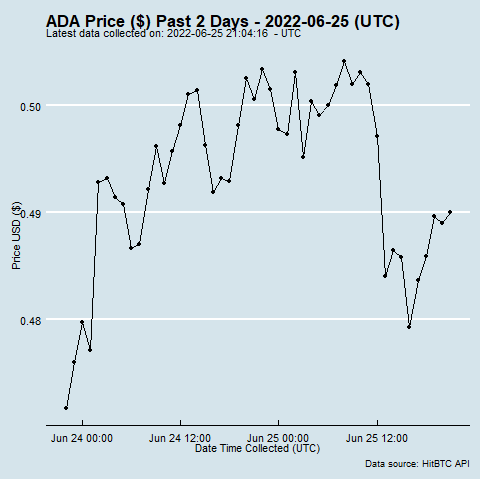 ADA Price ($) Past 2 Days - 2022-06-25 (UTC)
Latest data collected on: 2022-06-25 21:04:16  - UTC
0.50
0.49
0.48
Price USD ($)
Jun 24 00:00
Jun 24 12:00
Jun 25 00:00
Jun 25 12:00
Date Time Collected (UTC)
Data source: HitBTC API